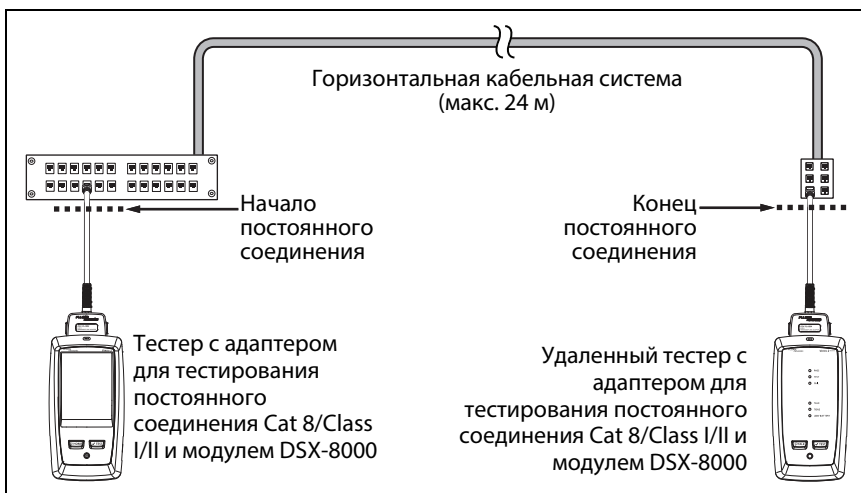 Горизонтальная кабельная система
(макс. 24 м)
Начало
постоянного
соединения
Конец
постоянного
соединения
Тестер с адаптером
для тестирования
постоянного
соединения Cat 8/Class
I/II и модулем DSX-8000
Удаленный тестер с
адаптером для
тестирования постоянного
соединения Cat 8/Class I/II и
модулем DSX-8000